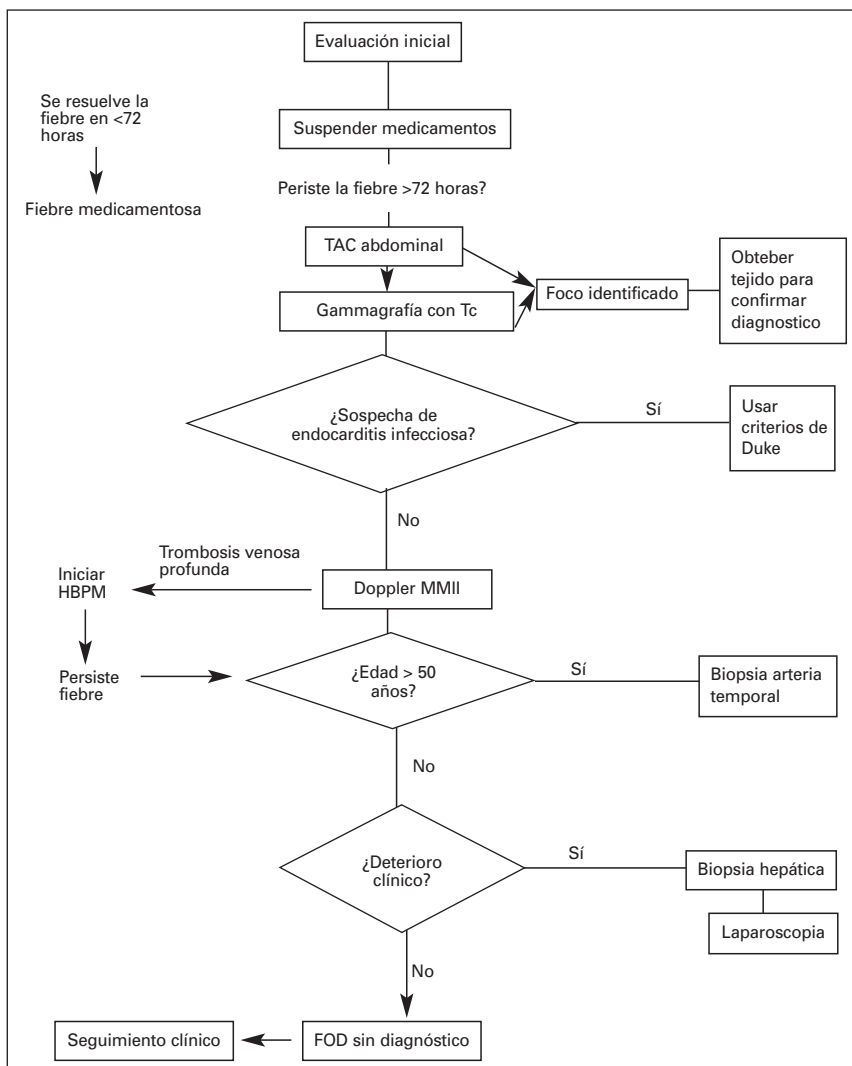 Evaluación inicial
Se resuelve la
fiebre en <72
horas
Fiebre medicamentosa
Suspender medicamentos
Periste la fiebre >72 horas?
TAC abdominal
Gammagrafía con Tc
Foco identificado
Obteber
tejido para
confirmar
diagnostico
¿Sospecha de
endocarditis infecciosa?
Sí
Usar
criterios de
Duke
No
Trombosis venosa
profunda
Iniciar
HBPM
Doppler MMII
Persiste
fiebre
¿Edad > 50
años?
Sí
Biopsia arteria
temporal
No
¿Deterioro
clínico?
Sí
Biopsia hepática
Laparoscopia
No
Seguimiento clínico
FOD sin diagnóstico